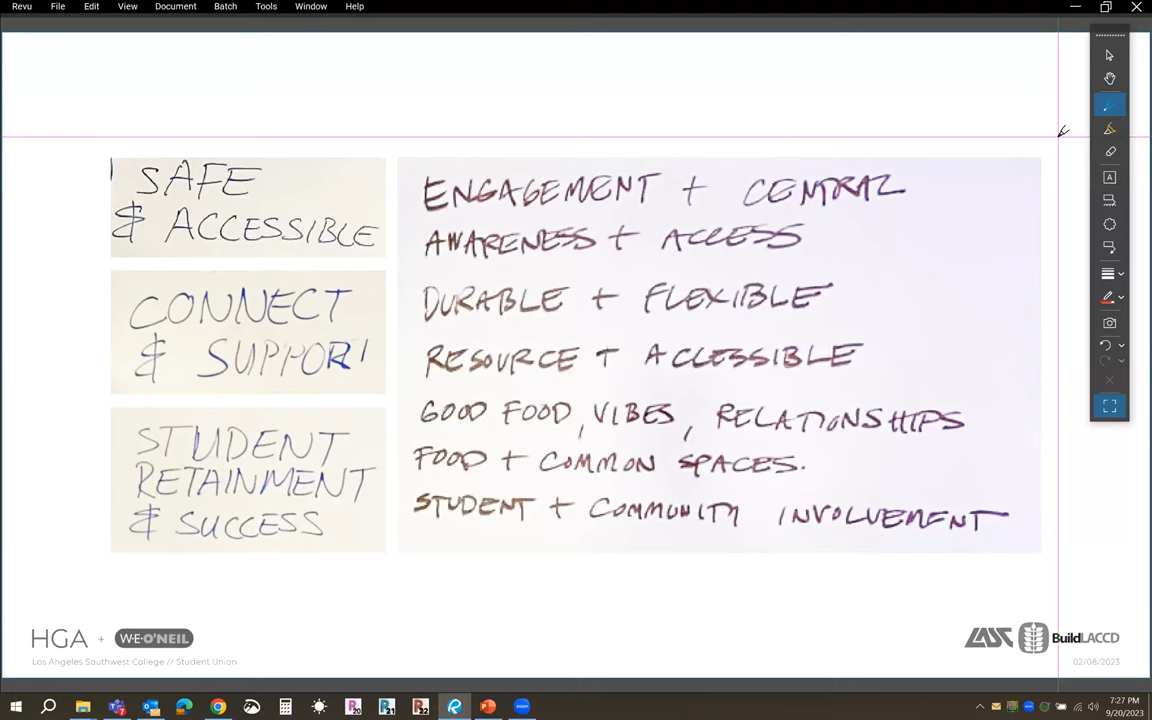 Revu File Edit View Document Batch Tools Window Help
SAFE
& ACCESSIBLE
CONNECT
& SUPPORT
STUDENT
RETAINMENT
& SUCCESS
ENGAGEMENT + CENTRAL
AWARENESS + ACCESS
DURABLE + FLEXIBLE
RESOURCE + ACCESSIBLE
GOOD FOOD, VIBES, RELATIONSHIPS
FOOD + COMMON SPACES.
STUDENT + COMMUNITY INVOLVEMENT
HGA + W•E•O'NEIL
Los Angeles Southwest College // Student Union
LASC BuildLACCD
02/08/2023
7:27 PM
9/20/2023